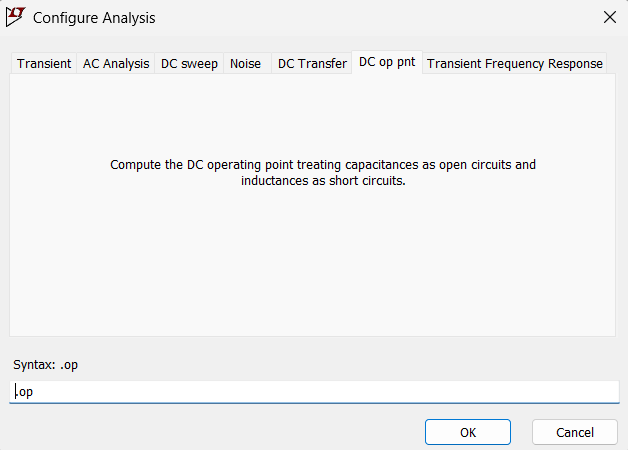 Configure Analysis
Transient AC Analysis DC sweep Noise DC Transfer DC op pnt Transient Frequency Response
Compute the DC operating point treating capacitances as open circuits and
inductances as short circuits.
Syntax: .op
.op
OK Cancel